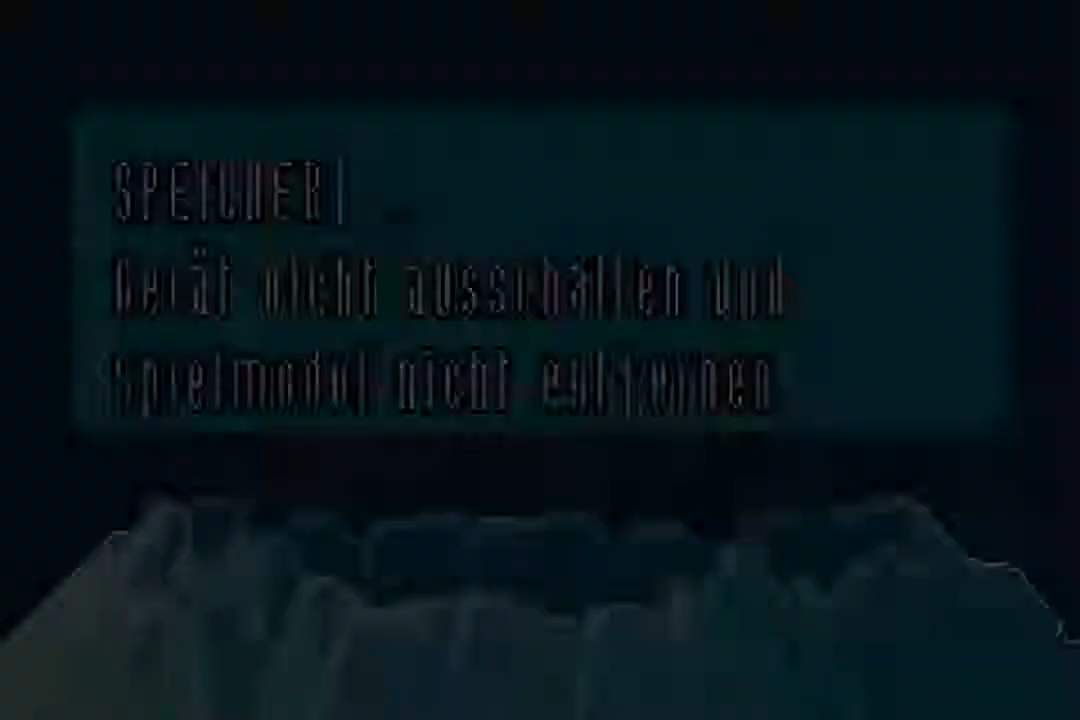 SPEICHER!
Gerät nicht ausschalten und
spielmodul nicht entfernen